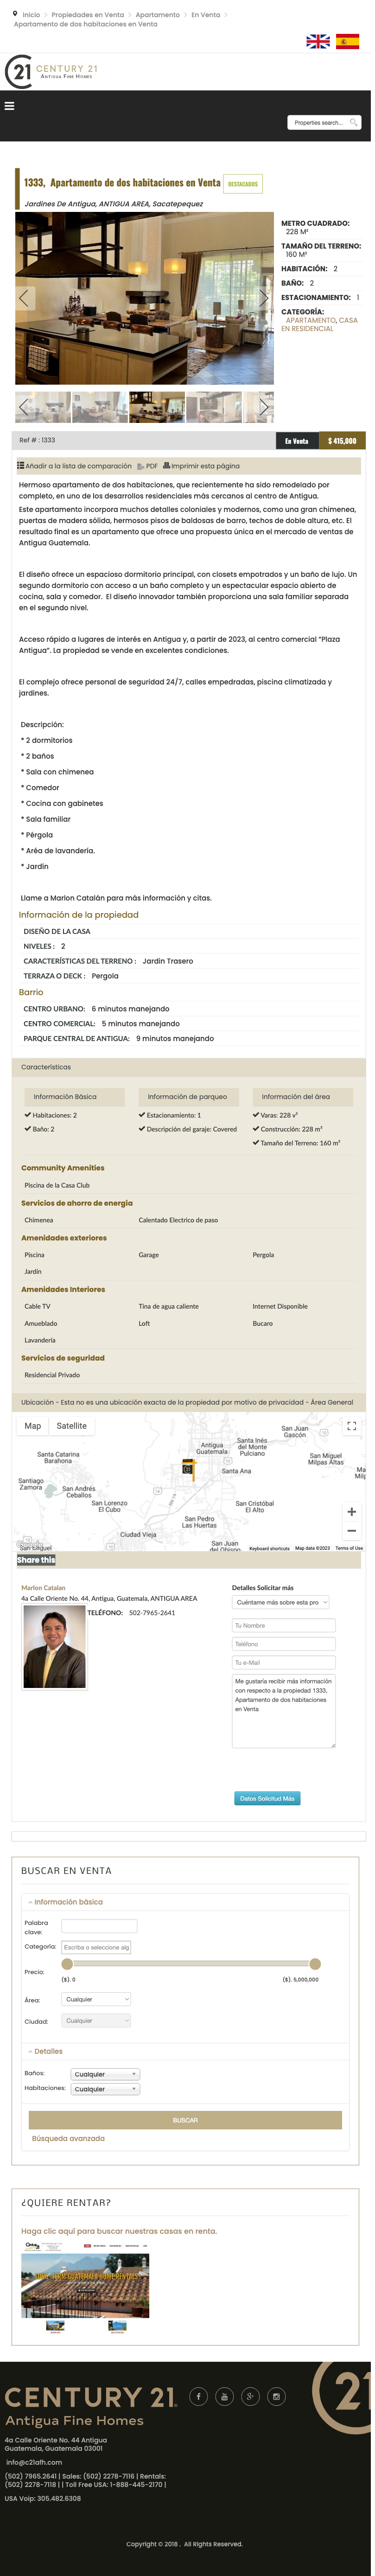 Inicio > Propiedades en Venta > Apartamento > En Venta >
Apartamento de dos habitaciones en Venta
CENTURY 21
ANTIGUA FINE HOMES
Properties search...
1333, Apartamento de dos habitaciones en Venta DESTACADOS
Jardines De Antigua, ANTIGUA AREA, Sacatepequez
METRO CUADRADO:
228 M²
TAMAÑO DEL TERRENO:
160 M²
HABITACIÓN: 2
BAÑO: 2
ESTACIONAMIENTO: 1
CATEGORÍA:
APARTAMENTO, CASA
EN RESIDENCIAL
Ref # : 1333
En Venta
$ 415,000
Añadir a la lista de comparación PDF Imprimir esta página
Hermoso apartamento de dos habitaciones, que recientemente ha sido remodelado por
completo, en uno de los desarrollos residenciales más cercanos al centro de Antigua.
Este apartamento incorpora muchos detalles coloniales y modernos, como una gran chimenea,
puertas de madera sólida, hermosos pisos de baldosas de barro, techos de doble altura, etc. El
resultado final es un apartamento que ofrece una propuesta única en el mercado de ventas de
Antigua Guatemala.
El diseño ofrece un espacioso dormitorio principal, con closets empotrados y un baño de lujo. Un
segundo dormitorio con acceso a un baño completo y un espectacular espacio abierto de
cocina, sala y comedor. El diseño innovador también proporciona una sala familiar separada
en el segundo nivel.
Acceso rápido a lugares de interés en Antigua y, a partir de 2023, al centro comercial "Plaza
Antigua". La propiedad se vende en excelentes condiciones.
El complejo ofrece personal de seguridad 24/7, calles empedradas, piscina climatizada y
jardines.
Descripción:
* 2 dormitorios
* 2 baños
* Sala con chimenea
* Comedor
* Cocina con gabinetes
* Sala familiar
* Pérgola
* Aréa de lavandería.
* Jardín
Llame a Marlon Catalán para más información y citas.
Información de la propiedad
DISEÑO DE LA CASA
NIVELES : 2
CARACTERÍSTICAS DEL TERRENO : Jardin Trasero
TERRAZA O DECK : Pergola
Barrio
CENTRO URBANO: 6 minutos manejando
CENTRO COMERCIAL: 5 minutos manejando
PARQUE CENTRAL DE ANTIGUA: 9 minutos manejando
Características
Información Básica
Información de parqueo
Información del área
Habitaciones: 2
Estacionamiento: 1
Varas: 228 v²
Baño: 2
Descripción del garaje: Covered
Construcción: 228 m²
Tamaño del Terreno: 160 m²
Community Amenities
Piscina de la Casa Club
Servicios de ahorro de energía
Chimenea
Calentado Electrico de paso
Amenidades exteriores
Piscina
Garage
Pergola
Jardín
Amenidades Interiores
Cable TV
Tina de agua caliente
Internet Disponible
Amueblado
Loft
Bucaro
Lavandería
Servicios de seguridad
Residencial Privado
Ubicación - Esta no es una ubicación exacta de la propiedad por motivo de privacidad - Área General
Map
Satellite
San Juan
Gascón
Antigua
Guatemala
Santa Inés
del Monte
Pulciano
Santa Catarina
Barahona
San Miguel
Milpas Altas
Santa Ana
Santiago
Zamora
San Andrés
Ceballos
San Lorenzo
El Cubo
San Cristóbal
El Alto
San Pedro
Las Huertas
Ciudad Vieja
San Juan
del Obispo
San Miguel
Keyboard shortcuts Map data ©2023 Terms of Use
Share this
Marlon Catalan
4a Calle Oriente No. 44, Antigua, Guatemala, ANTIGUA AREA
TELÉFONO: 502-7965-2641
Detalles Solicitar más
Cuéntame más sobre esta pro
Tu Nombre
Teléfono
Tu e-Mail
Me gustaría recibir más información
con respecto a la propiedad 1333,
Apartamento de dos habitaciones
en Venta
Datos Solicitud Más
BUSCAR EN VENTA
Información básica
Palabra
clave:
Categoría: Escriba o seleccione alg
Precio:
($). 0
($). 5,000,000
Área: Cualquier
Ciudad: Cualquier
Detalles
Baños: Cualquier
Habitaciones: Cualquier
BUSCAR
Búsqueda avanzada
¿QUIERE RENTAR?
Haga clic aquí para buscar nuestras casas en renta.
CENTURY 21
Antigua Fine Homes
21
4a Calle Oriente No. 44 Antigua
Guatemala, Guatemala 03001
info@c21afh.com
(502) 7965.2641 | Sales: (502) 2278-7116 | Rentals:
(502) 2278-7118 | | Toll Free USA: 1-888-445-2170 |
USA Voip: 305.482.6308
Copyright © 2018 . All Rights Reserved.